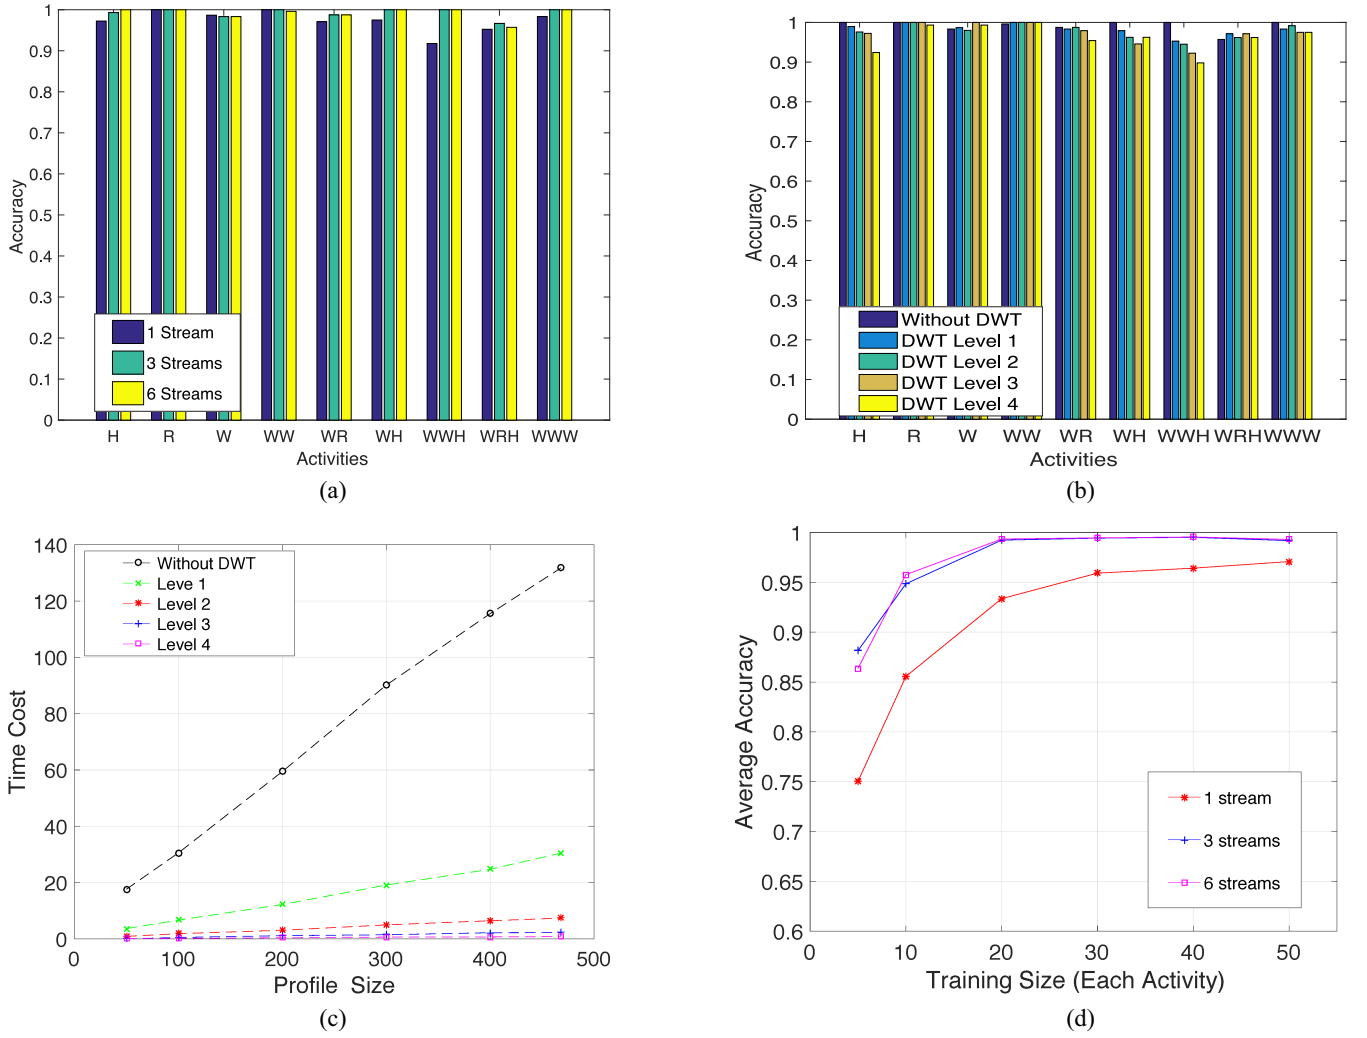 1
0.9
0.8
0.7
0.6
0.5
0.4
0.3
0.2
0.1
0
Accuracy
1 Stream
3 Streams
6 Streams
H R W WW WR WH WWH WRH WWW
Activities
(a)
1
0.9
0.8
0.7
0.6
0.5
0.4
0.3
0.2
0.1
0
Accuracy
Without DWT
DWT Level 1
DWT Level 2
DWT Level 3
DWT Level 4
H R W WW WR WH WWH WRH WWW
Activities
(b)
140
120
100
80
60
40
20
0
Time Cost
Without DWT
Leve 1
Level 2
Level 3
Level 4
0 100 200 300 400 500
Profile Size
(c)
1
0.95
0.9
0.85
0.8
0.75
0.7
0.65
0.6
Average Accuracy
1 stream
3 streams
6 streams
0 10 20 30 40 50
Training Size (Each Activity)
(d)